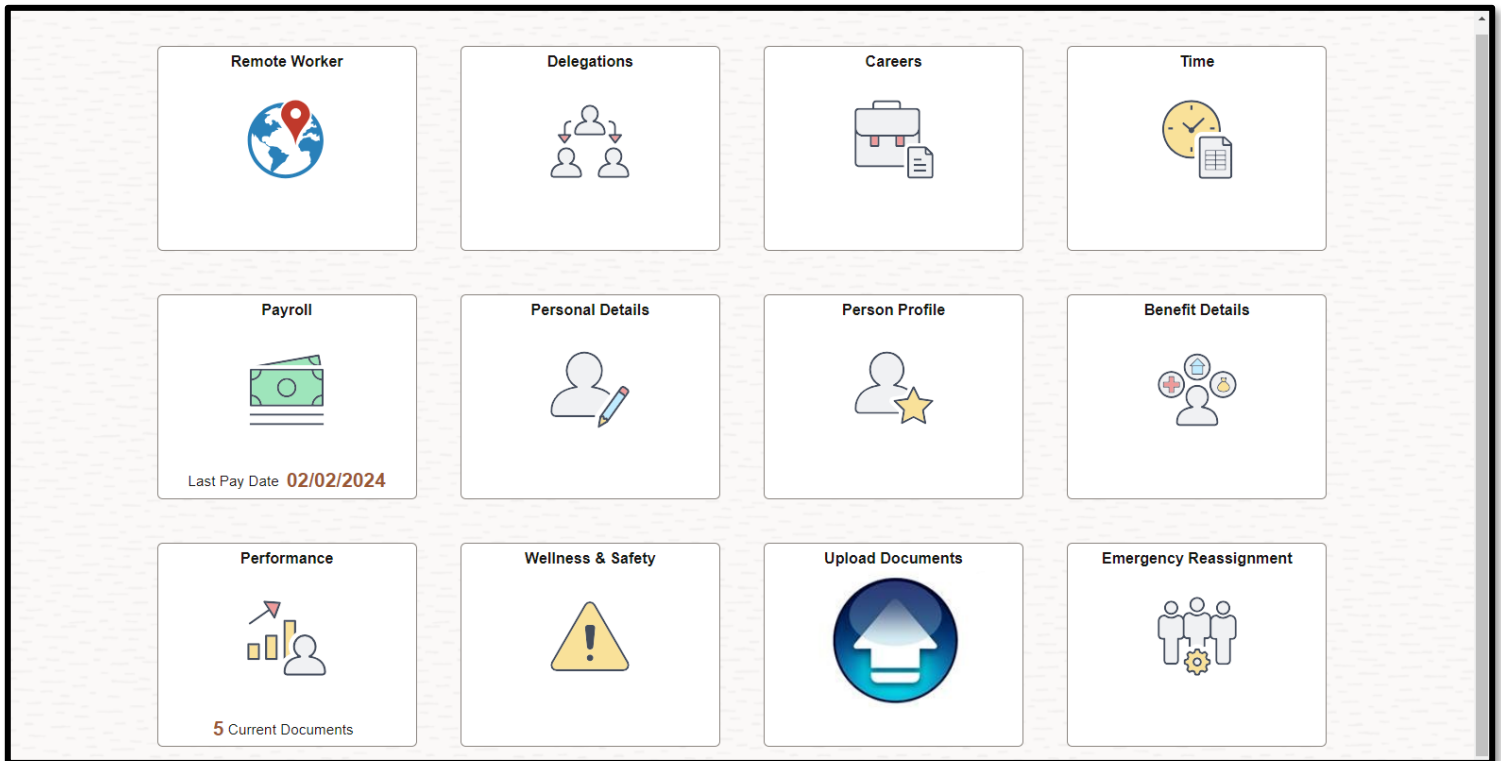 Remote Worker
Delegations
Careers
Time
Payroll
Last Pay Date 02/02/2024
Personal Details
Person Profile
Benefit Details
Performance
5 Current Documents
Wellness & Safety
Upload Documents
Emergency Reassignment